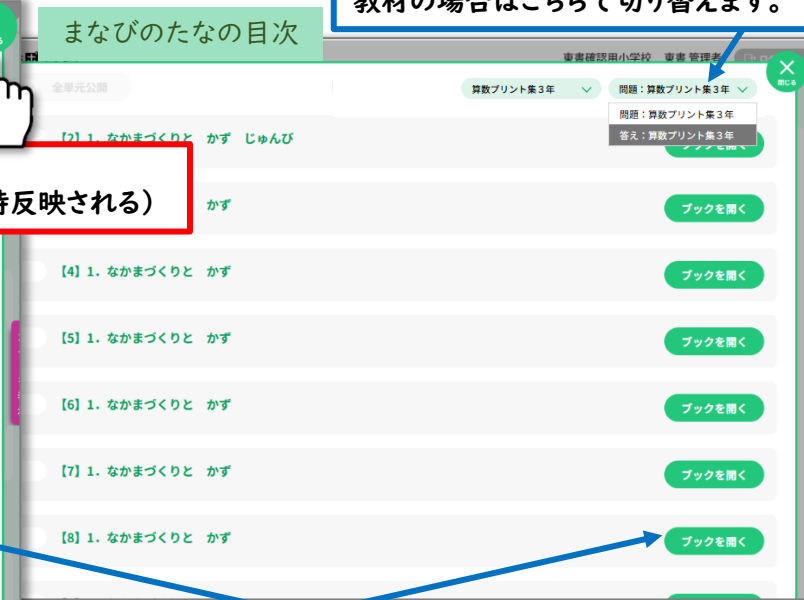 教材の場合はこちらで切り替えます。
まなびのたなの目次
東書確認用小学校 東書 管理者
閉じる
全単元公開
算数プリント集3年
問題：算数プリント集3年
問題：算数プリント集3年
答え：算数プリント集3年
【2】1．なかまづくりと かず じゅんび
ブックを開く
時反映される）
かず
ブックを開く
【4】1．なかまづくりと かず
ブックを開く
【5】1．なかまづくりと かず
ブックを開く
【6】1．なかまづくりと かず
ブックを開く
【7】1．なかまづくりと かず
ブックを開く
【8】1．なかまづくりと かず
ブックを開く